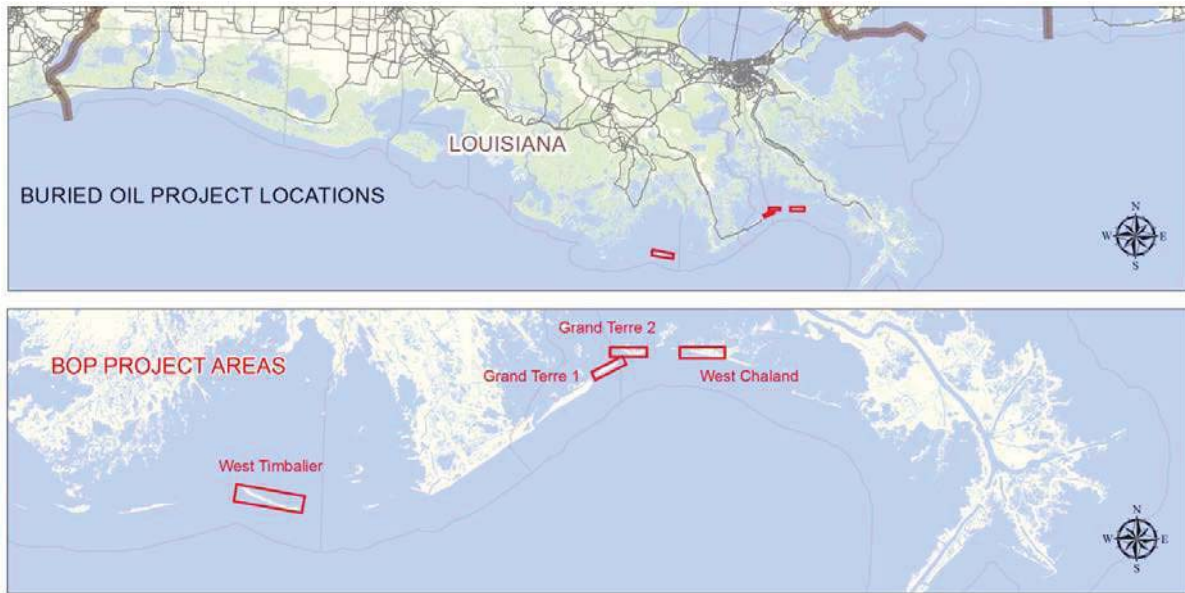 LOUISIANA
BURIED OIL PROJECT LOCATIONS
N
W E
S
Grand Terre 2
BOP PROJECT AREAS
Grand Terre 1
West Chaland
West Timbalier
N
W E
S